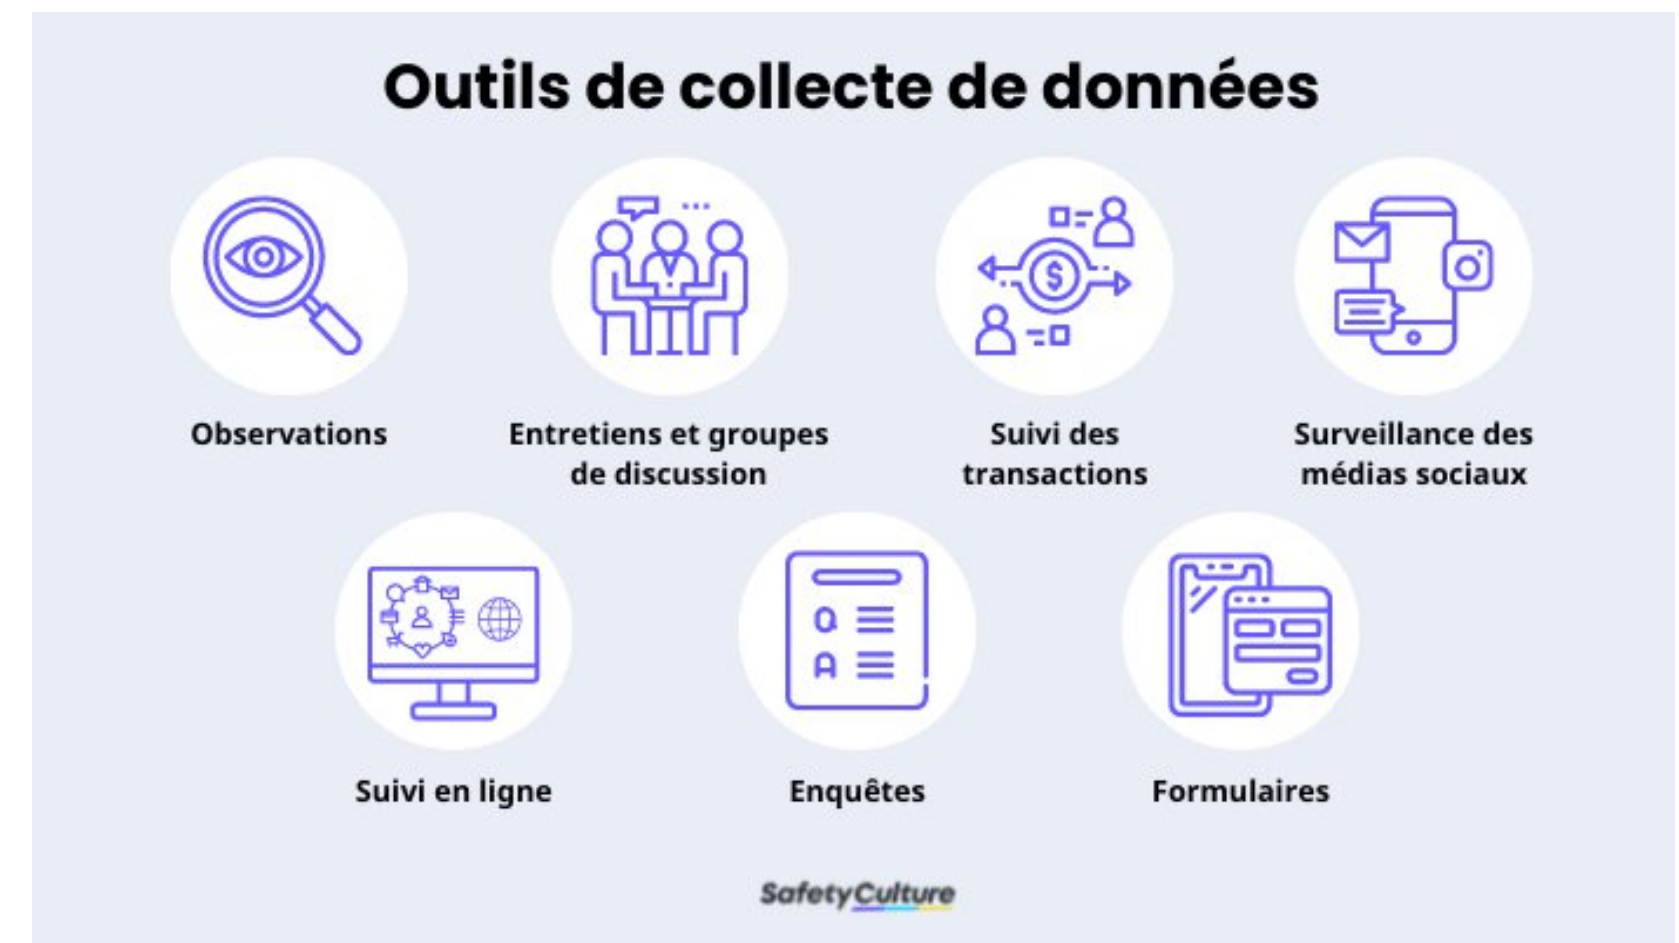 Outils de collecte de données
Observations
Entretiens et groupes
de discussion
Suivi des
transactions
Surveillance des
médias sociaux
Suivi en ligne
Q
A
Enquêtes
Formulaires
SafetyCulture